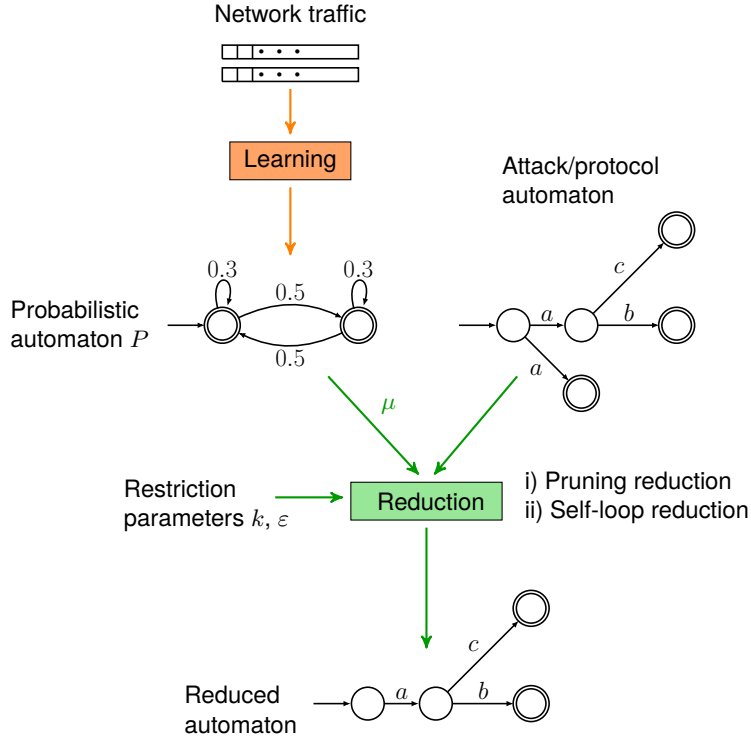 Network traffic
Learning
Attack/protocol
automaton
0.3
0.3
0.5
0.5
Probabilistic
automaton P
a
c
b
a
μ
Restriction
parameters k, ε
Reduction
i) Pruning reduction
ii) Self-loop reduction
Reduced
automaton
a
c
b